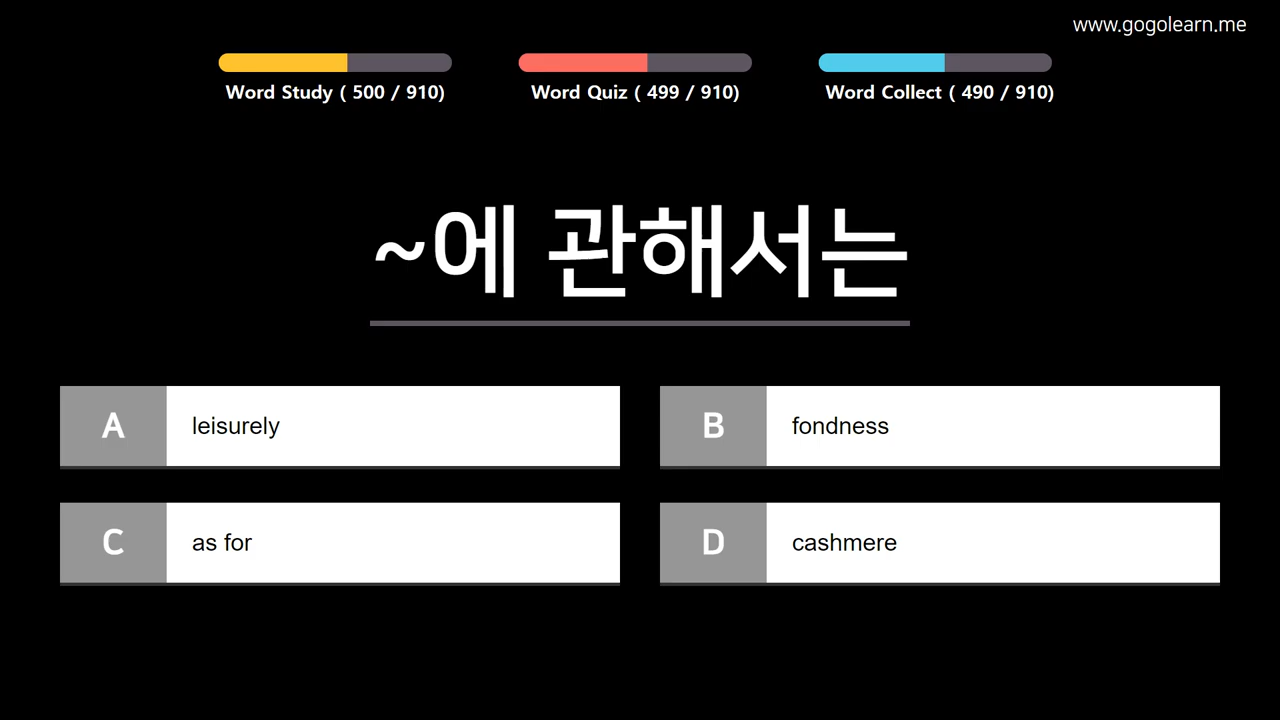 www.gogolearn.me
Word Study ( 500 / 910) Word Quiz ( 499 / 910) Word Collect ( 490 / 910)
~에 관해서는
A leisurely
B fondness
C as for
D cashmere